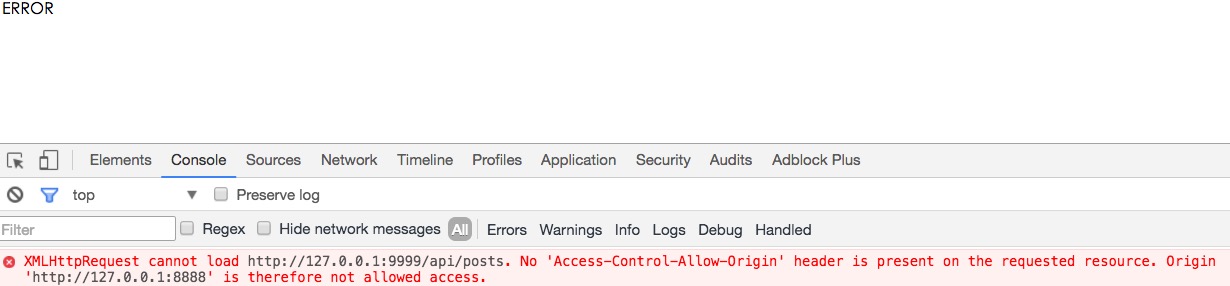 ERROR
Elements Console Sources Network Timeline Profiles Application Security Audits Adblock Plus
top ▼ Preserve log
Filter Regex Hide network messages All Errors Warnings Info Logs Debug Handled
XMLHttpRequest cannot load http://127.0.0.1:9999/api/posts. No 'Access-Control-Allow-Origin' header is present on the requested resource. Origin
'http://127.0.0.1:8888' is therefore not allowed access.